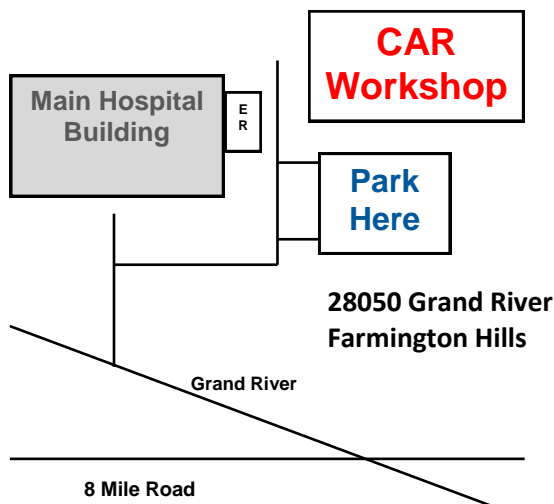 CAR
Workshop
Main Hospital
Building
E
R
Park
Here
28050 Grand River
Farmington Hills
Grand River
8 Mile Road